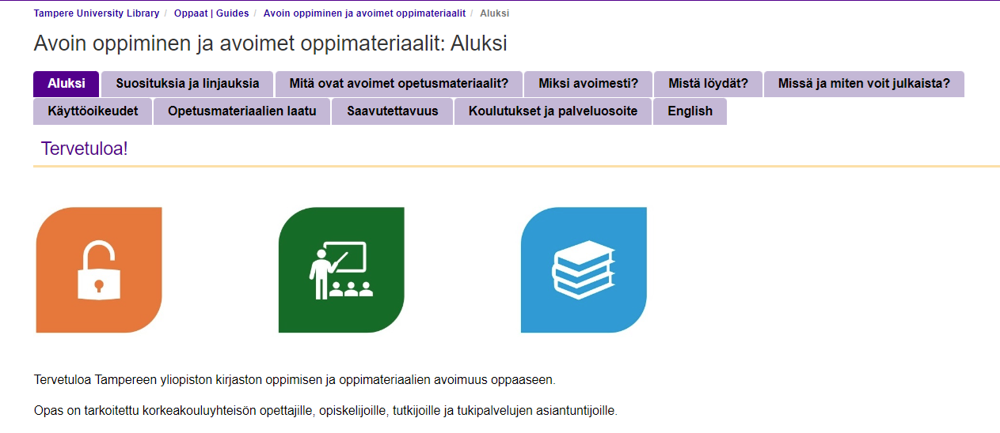 Tampere University Library / Oppaat | Guides / Avoin oppiminen ja avoimet oppimateriaalit / Aluksi
Avoin oppiminen ja avoimet oppimateriaalit: Aluksi
Aluksi Suosituksia ja linjauksia Mitä ovat avoimet opetusmateriaalit? Miksi avoimesti? Mistä löydät? Missä ja miten voit julkaista?
Käyttöoikeudet Opetusmateriaalien laatu Saavutettavuus Koulutukset ja palveluosoite English
Tervetuloa!
Tervetuloa Tampereen yliopiston kirjaston oppimisen ja oppimateriaalien avoimuus oppaaseen.
Opas on tarkoitettu korkeakouluyhteisön opettajille, opiskelijoille, tutkijoille ja tukipalvelujen asiantuntijoille.